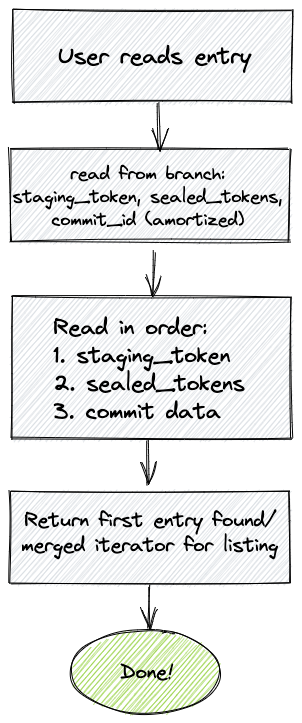 User reads entry
read from branch:
staging_token, sealed_tokens,
commit_id (amortized)
Read in order:
1. staging_token
2. sealed_tokens
3. commit data
Return first entry found/
merged iterator for listing
Done!